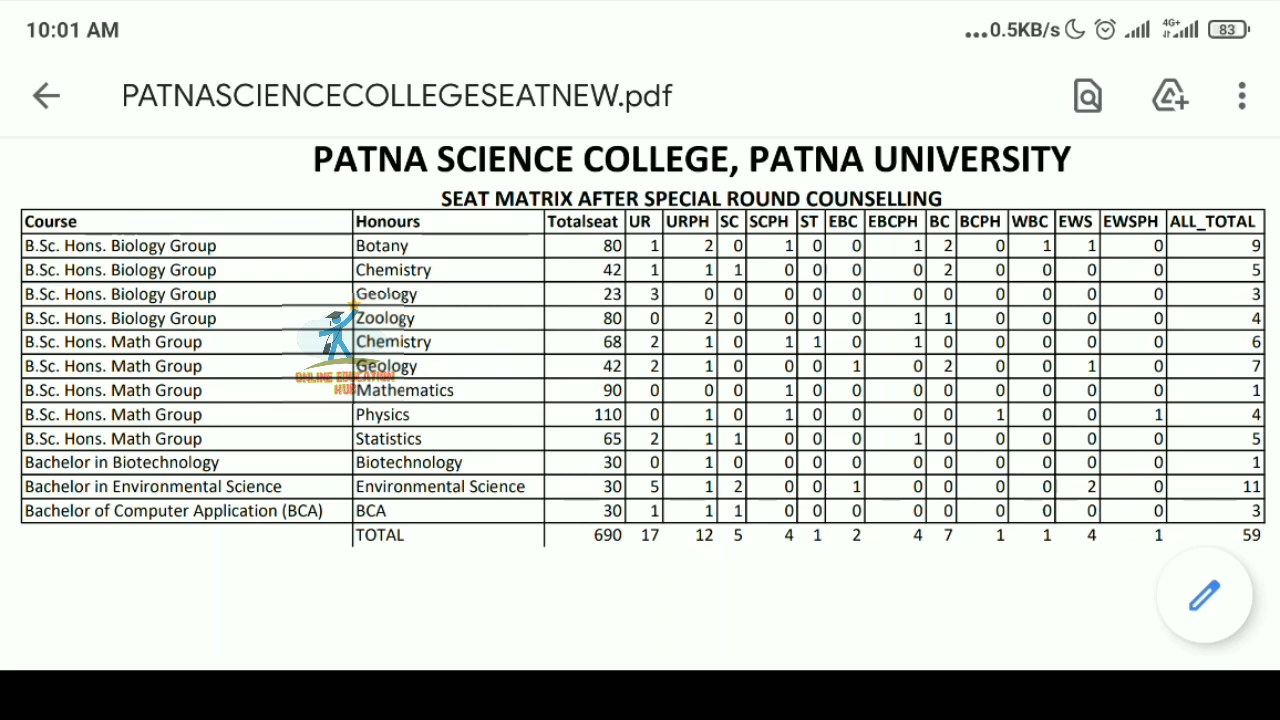 10:01 AM ...0.5KB/s 4G+ 83
PATNASCIENCECOLLEGESEATNEW.pdf
PATNA SCIENCE COLLEGE, PATNA UNIVERSITY
SEAT MATRIX AFTER SPECIAL ROUND COUNSELLING
Course Honours Totalseat UR URPH SC SCPH ST EBC EBCPH BC BCPH WBC EWS EWSPH ALL_TOTAL
B.Sc. Hons. Biology Group Botany 80 1 2 0 1 0 0 1 2 0 1 1 0 9
B.Sc. Hons. Biology Group Chemistry 42 1 1 1 0 0 0 0 2 0 0 0 0 5
B.Sc. Hons. Biology Group Geology 23 3 0 0 0 0 0 0 0 0 0 0 0 3
B.Sc. Hons. Biology Group Zoology 80 0 2 0 0 0 0 1 1 0 0 0 0 4
B.Sc. Hons. Math Group Chemistry 68 2 1 0 1 1 0 1 0 0 0 0 0 6
B.Sc. Hons. Math Group Geology 42 2 1 0 0 0 1 0 2 0 0 1 0 7
ONLINE EDUCATION
HUB
B.Sc. Hons. Math Group Mathematics 90 0 0 0 1 0 0 0 0 0 0 0 0 1
B.Sc. Hons. Math Group Physics 110 0 1 0 1 0 0 0 0 1 0 0 1 4
B.Sc. Hons. Math Group Statistics 65 2 1 1 0 0 0 1 0 0 0 0 0 5
Bachelor in Biotechnology Biotechnology 30 0 1 0 0 0 0 0 0 0 0 0 0 1
Bachelor in Environmental Science Environmental Science 30 5 1 2 0 0 1 0 0 0 0 2 0 11
Bachelor of Computer Application (BCA) BCA 30 1 1 1 0 0 0 0 0 0 0 0 0 3
TOTAL 690 17 12 5 4 1 2 4 7 1 1 4 1 59